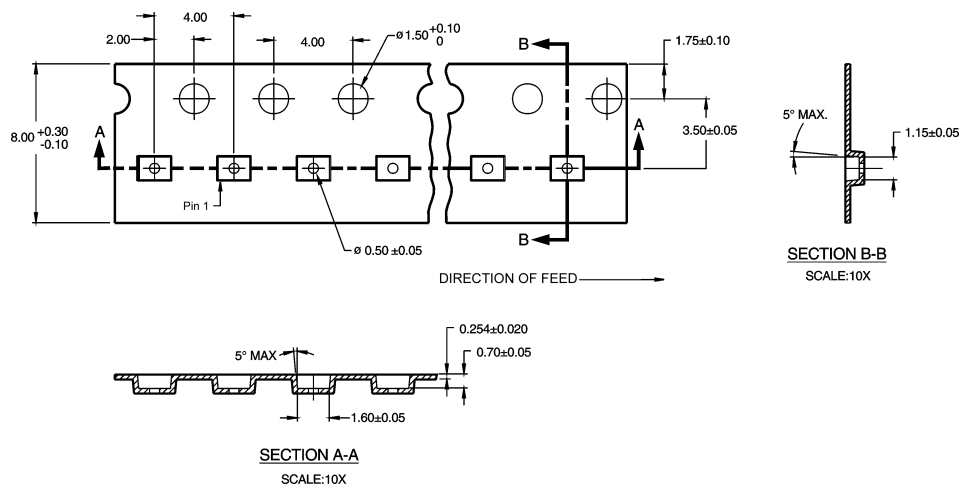 4.00
2.00
4.00
ø 1.50 +0.10
0
B
1.75±0.10
8.00 +0.30
-0.10
A
A
3.50±0.05
5° MAX.
1.15±0.05
Pin 1
ø 0.50 ±0.05
B
SECTION B-B
SCALE:10X
DIRECTION OF FEED
0.254±0.020
5° MAX
0.70±0.05
1.60±0.05
SECTION A-A
SCALE:10X